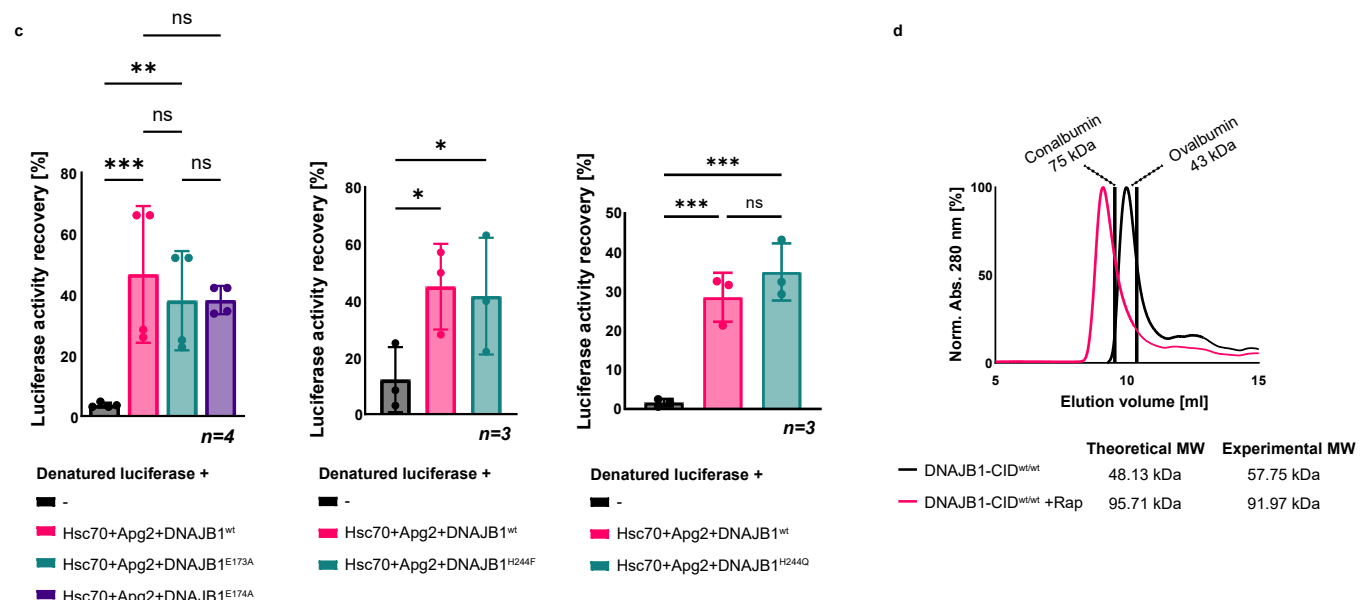 c
ns
**
ns
***
ns
Luciferase activity recovery [%]
80
60
40
20
0
n=4
Denatured luciferase +
-
Hsc70+Apg2+DNAJB1wt
Hsc70+Apg2+DNAJB1E173A
Hsc70+Apg2+DNAJB1E174A
*
*
Luciferase activity recovery [%]
80
60
40
20
0
n=3
Denatured luciferase +
-
Hsc70+Apg2+DNAJB1wt
Hsc70+Apg2+DNAJB1H244F
***
***
ns
Luciferase activity recovery [%]
50
40
30
20
10
0
n=3
Denatured luciferase +
-
Hsc70+Apg2+DNAJB1wt
Hsc70+Apg2+DNAJB1H244Q
d
Conalbumin
75 kDa
Ovalbumin
43 kDa
Norm. Abs. 280 nm [%]
100
50
0
5 10 15
Elution volume [ml]
Theoretical MW Experimental MW
DNAJB1-CIDwt/wt 48.13 kDa 57.75 kDa
DNAJB1-CIDwt/wt +Rap 95.71 kDa 91.97 kDa